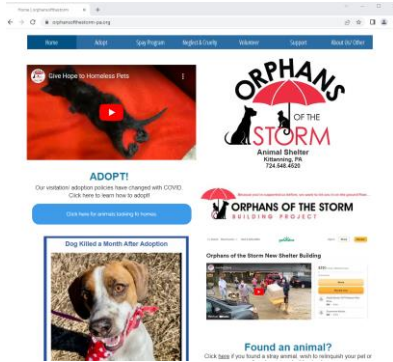 Home | orphansofthestorm
orphansofthestorm-pa.org
Home Adopt Spay Program Neglect & Cruelty Volunteer Support About Us/ Other
Give Hope to Homeless Pets
ORPHANS
OF THE
STORM
Animal Shelter
Kittanning, PA
724.548.4520
ADOPT!
Our visitation/ adoption policies have changed with COVID.
Click here to learn how to adopt!
Click here for animals looking for homes
ORPHANS OF THE STORM
BUILDING PROJECT
Dog Killed a Month After Adoption
Orphans of the Storm New Shelter Building
Found an animal?
Click here if you found a stray animal, wish to relinquish your pet or